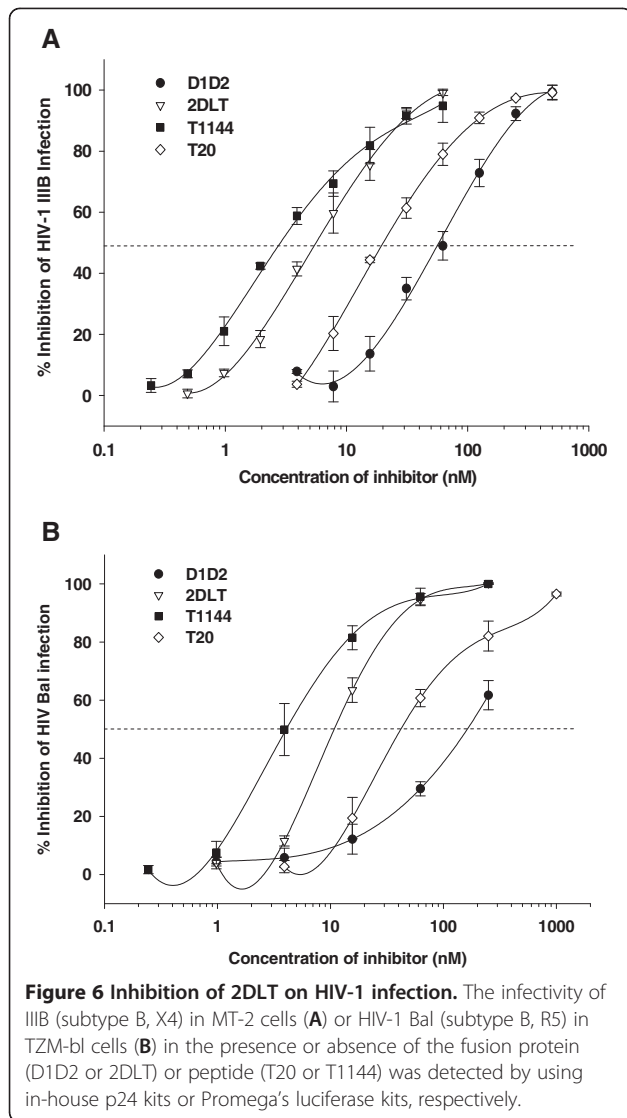 A
D1D2
2DLT
T1144
T20
% Inhibition of HIV-1 IIIB Infection
100
80
60
40
20
0
0.1 1 10 100 1000
Concentration of inhibitor (nM)
B
D1D2
2DLT
T1144
T20
% Inhibition of HIV Bal infection
100
80
60
40
20
0
0.1 1 10 100 1000
Concentration of inhibitor (nM)
Figure 6 Inhibition of 2DLT on HIV-1 infection. The infectivity of
IIIB (subtype B, X4) in MT-2 cells (A) or HIV-1 Bal (subtype B, R5) in
TZM-bl cells (B) in the presence or absence of the fusion protein
(D1D2 or 2DLT) or peptide (T20 or T1144) was detected by using
in-house p24 kits or Promega's luciferase kits, respectively.